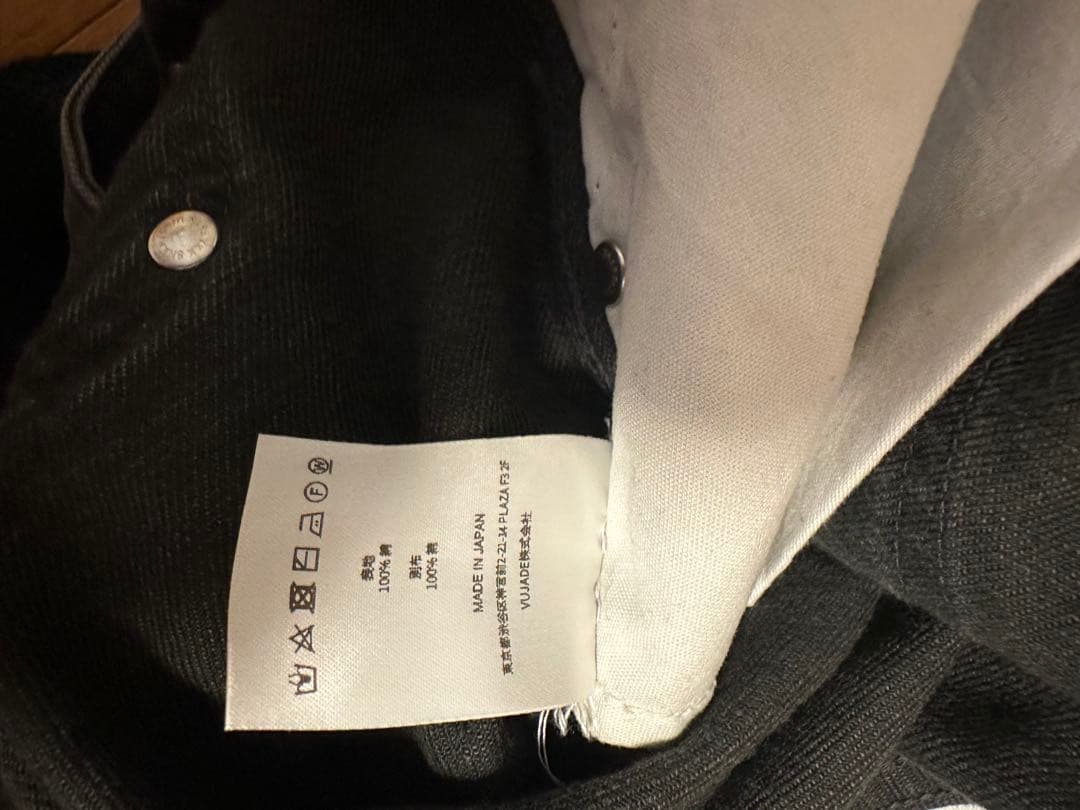 表地
100% 綿
別布
100% 綿
MADE IN JAPAN
東京都渋谷区神宮前2-21-14 PLAZA F3 2F
VUJADE株式会社